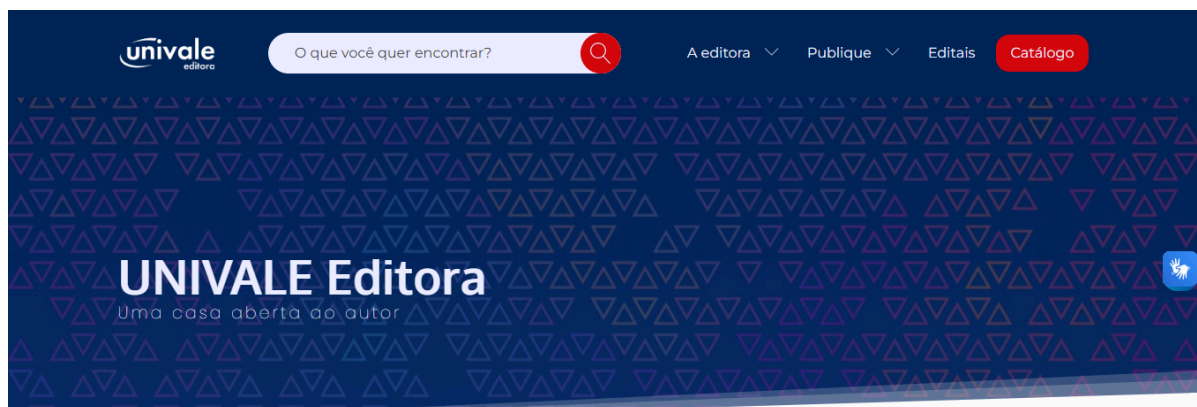 univale
editora
O que você quer encontrar?
A editora
Publique
Editais
Catálogo
UNIVALE Editora
Uma casa aberta ao autor